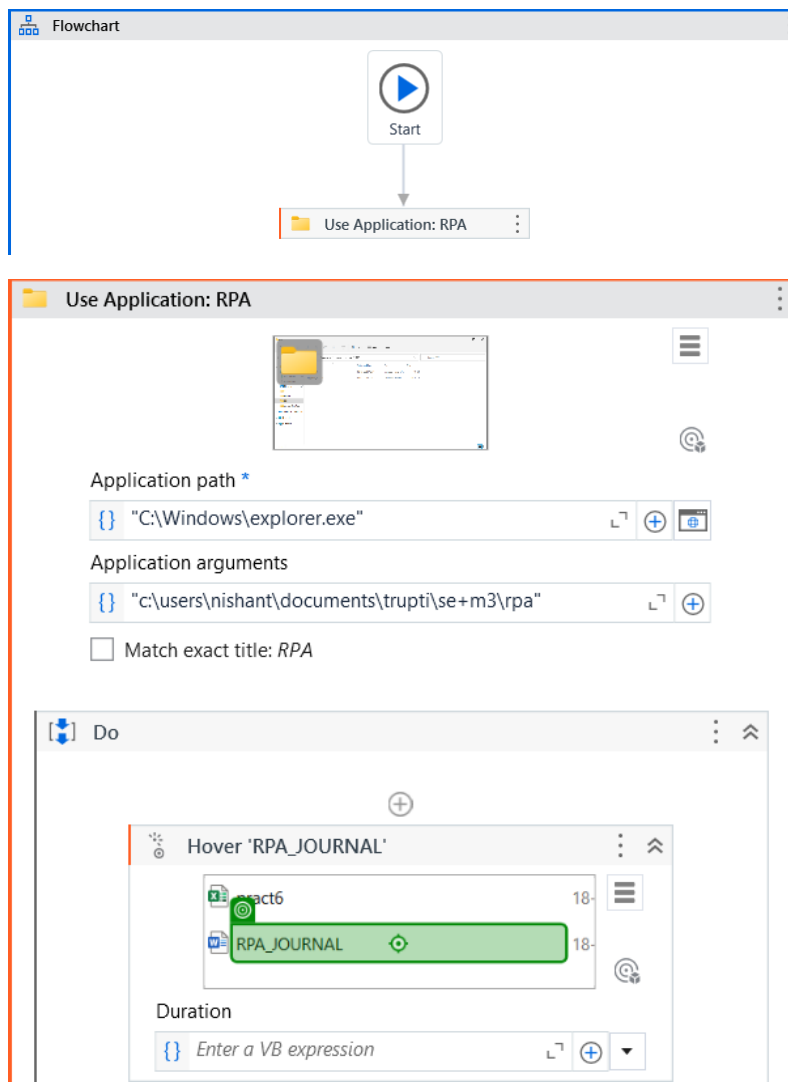 Flowchart
Start
Use Application: RPA
Use Application: RPA
Application path *
{} "C:\Windows\explorer.exe"
Application arguments
{} "c:\users\nishant\documents\trupti\se+m3\rpa"
Match exact title: RPA
Do
Hover 'RPA_JOURNAL'
pract6 18-
RPA_JOURNAL 18-
Duration
{} Enter a VB expression